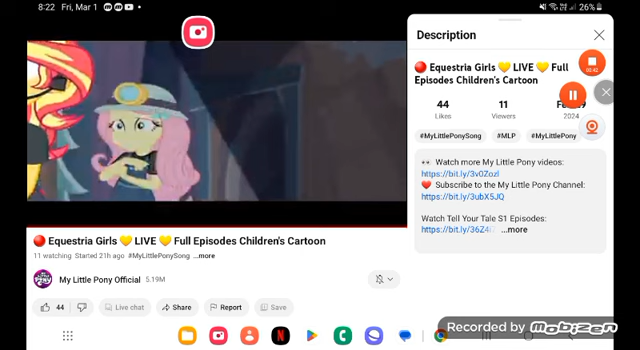 8:22 Fri, Mar 1
26%
Description
🔴 Equestria Girls 💛 LIVE 💛 Full
Episodes Children's Cartoon
44
Likes
11
Viewers
2024
#MyLittlePonySong
#MLP
#MyLittlePony
👀 Watch more My Little Pony videos:
https://bit.ly/3v0Zozl
❤️ Subscribe to the My Little Pony Channel:
https://bit.ly/3ubX5JQ
Watch Tell Your Tale S1 Episodes:
https://bit.ly/36Z4i ...more
🔴 Equestria Girls 💛 LIVE 💛 Full Episodes Children's Cartoon
11 watching Started 21h ago #MyLittlePonySong ...more
My Little Pony Official 5.19M
44
Live chat
Share
Report
Save
Recorded by Mobizen